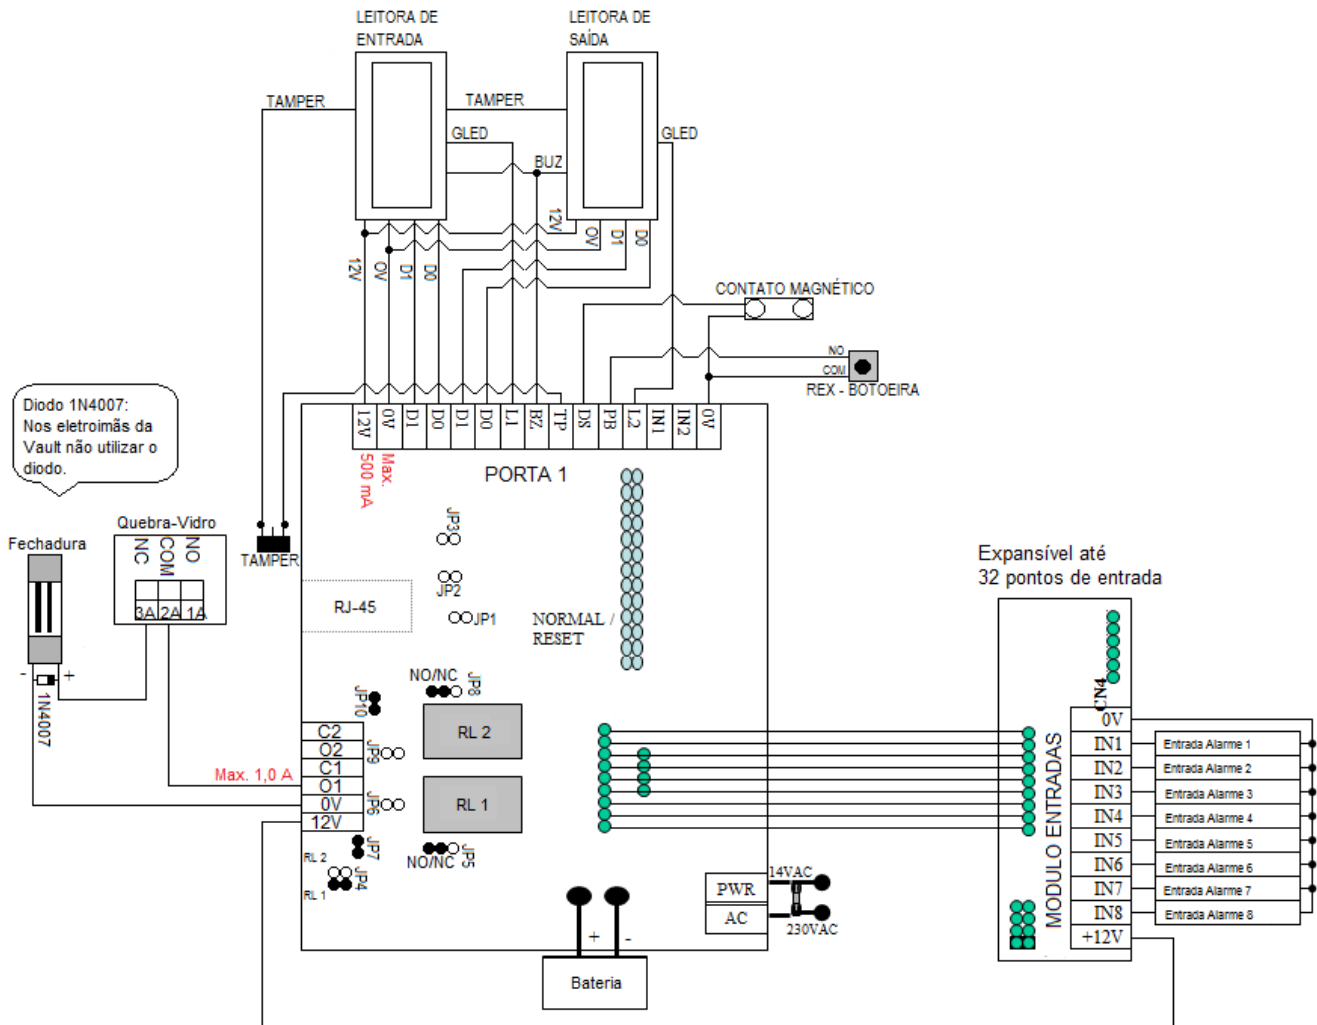 LEITORA DE
ENTRADA
LEITORA DE
SAÍDA
TAMPER
TAMPER
GLED
GLED
BUZ
12V
OV
D1
D0
12V
OV
D1
D0
CONTATO MAGNÉTICO
NO
COM
REX - BOTOEIRA
Diodo 1N4007:
Nos eletroimãs da
Vault não utilizar o
diodo.
12V
0V
D1
D0
D1
D0
L1
BZ
TP
DS
PB
L2
IN1
IN2
0V
Max.
500 mA
PORTA 1
Quebra-Vidro
NC
COM
NO
3A
2A
1A
Fechadura
- +
1N4007
TAMPER
JP3
JP2
JP1
RJ-45
NORMAL /
RESET
NO/NC
JP8
JP10
RL 2
C2
O2
C1
O1
0V
12V
JP9
Max. 1,0 A
JP6
RL 1
JP7
NO/NC
JP5
RL 2
JP4
RL 1
PWR
AC
14VAC
230VAC
+ -
Bateria
Expansível até
32 pontos de entrada
CN4
MODULO ENTRADAS
0V
IN1
Entrada Alarme 1
IN2
Entrada Alarme 2
IN3
Entrada Alarme 3
IN4
Entrada Alarme 4
IN5
Entrada Alarme 5
IN6
Entrada Alarme 6
IN7
Entrada Alarme 7
IN8
Entrada Alarme 8
+12V